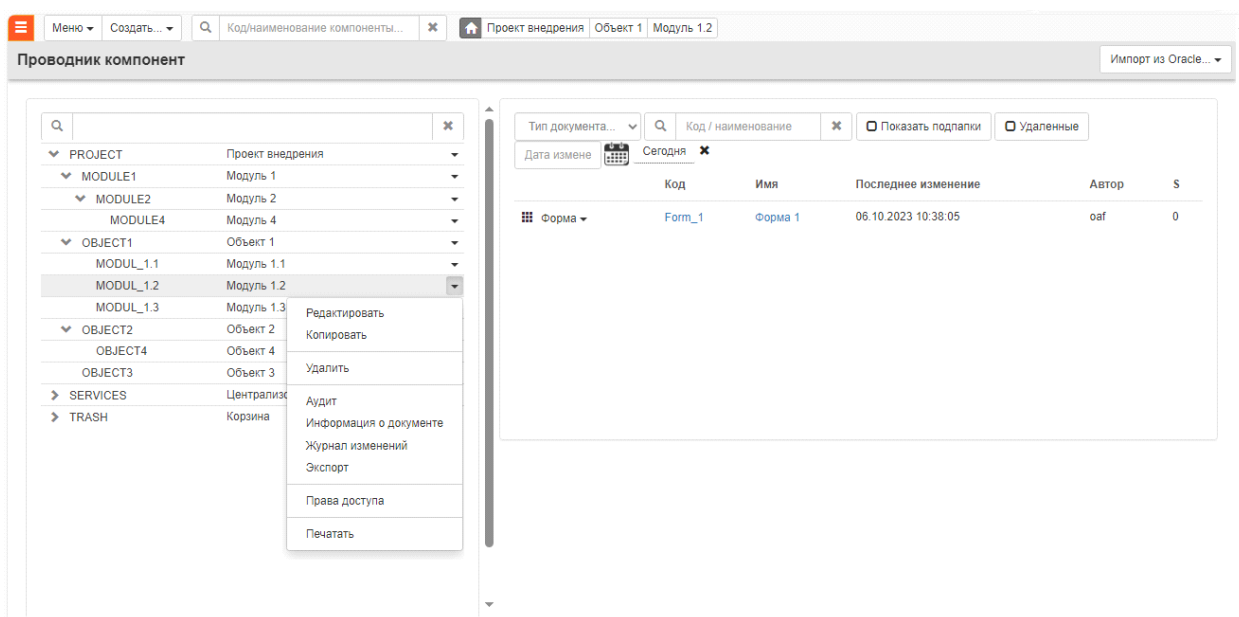 Меню Создать... Код/наименование компоненты... Проект внедрения Объект 1 Модуль 1.2
Проводник компонент Импорт из Oracle...
Тип документа... Код / наименование Показать подпапки Удаленные
Дата измене Сегодня
Код Имя Последнее изменение Автор S
Форма Form_1 Форма 1 06.10.2023 10:38:05 oaf 0
PROJECT Проект внедрения
MODULE1 Модуль 1
MODULE2 Модуль 2
MODULE4 Модуль 4
OBJECT1 Объект 1
MODUL_1.1 Модуль 1.1
MODUL_1.2 Модуль 1.2
MODUL_1.3 Модуль 1.3
OBJECT2 Объект 2
OBJECT4 Объект 4
OBJECT3 Объект 3
SERVICES Централизо
TRASH Корзина
Редактировать
Копировать
Удалить
Аудит
Информация о документе
Журнал изменений
Экспорт
Права доступа
Печатать